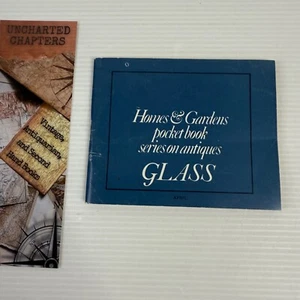 UNCHARTED
CHAPTERS
Vintage,
Antiquarian,
and Second
Hand Books
Homes & Gardens
pocket book
series on antiques
GLASS